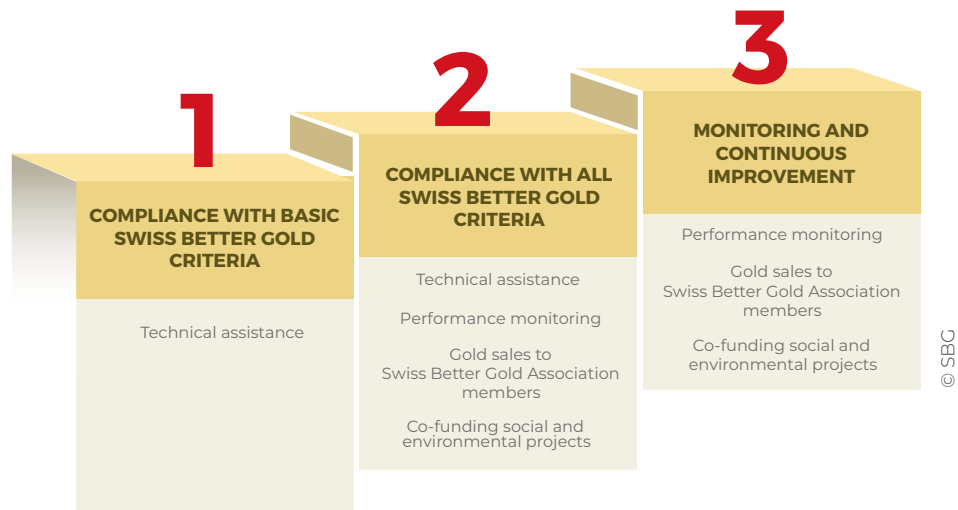 1
COMPLIANCE WITH BASIC
SWISS BETTER GOLD
CRITERIA
Technical assistance
2
COMPLIANCE WITH ALL
SWISS BETTER GOLD
CRITERIA
Technical assistance
Performance monitoring
Gold sales to
Swiss Better Gold Association
members
Co-funding social and
environmental projects
3
MONITORING AND
CONTINUOUS
IMPROVEMENT
Performance monitoring
Gold sales to
Swiss Better Gold Association
members
Co-funding social and
environmental projects
© SBG